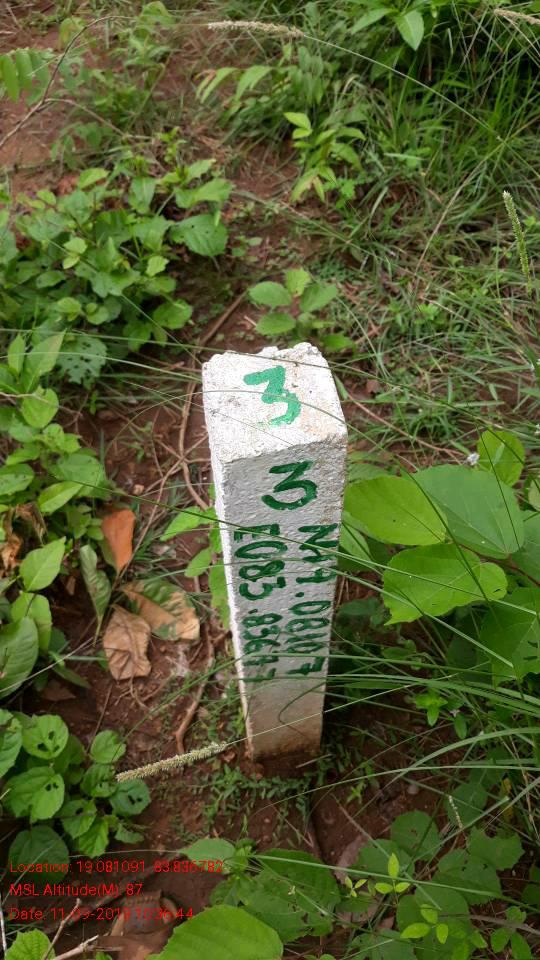 3
3
N19.08107
E083.83677
Location: 19.081091 83.836782
MSL Altitude(M) 87
Date: 11-09-2019 10:36:44